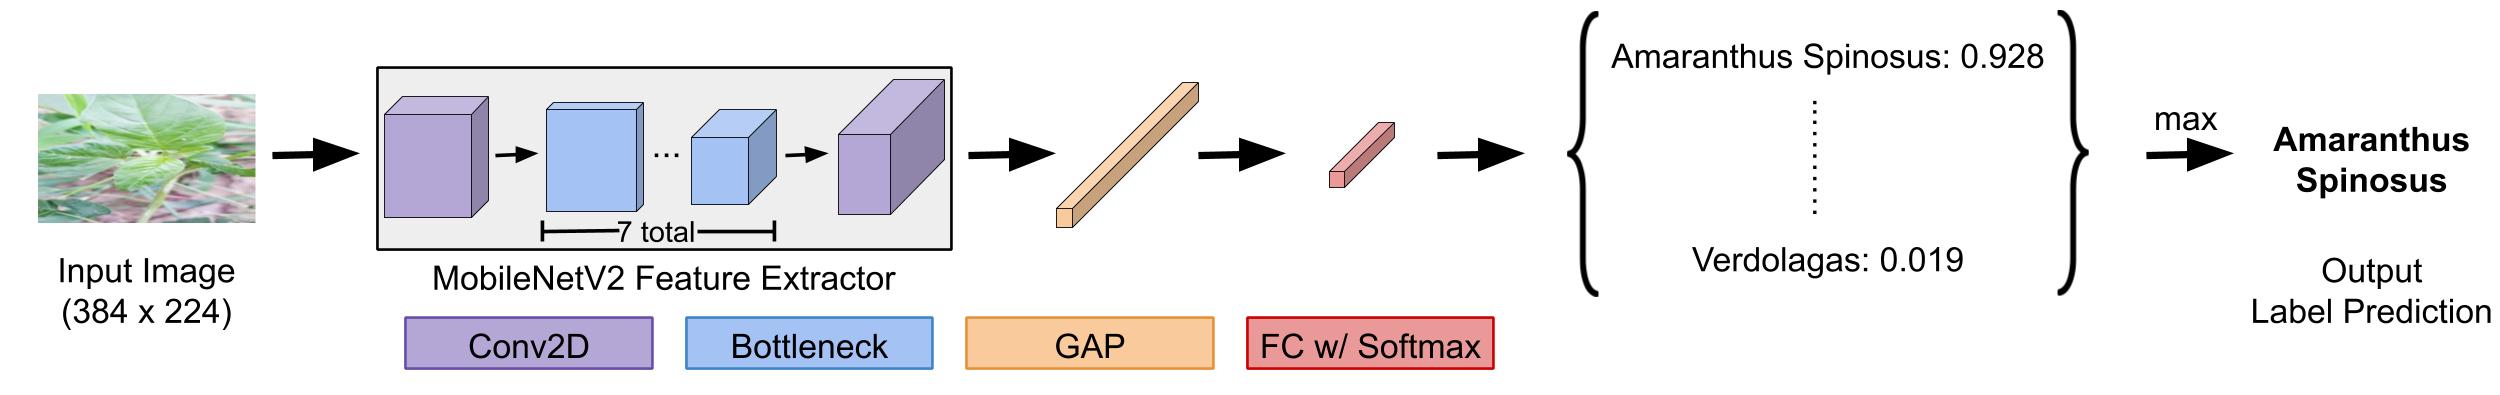 Input Image
(384 x 224)
...
7 total
MobileNetV2 Feature Extractor
Conv2D
Bottleneck
GAP
FC w/ Softmax
Amaranthus Spinosus: 0.928
Verdolagas: 0.019
max
Amaranthus
Spinosus
Output
Label Prediction